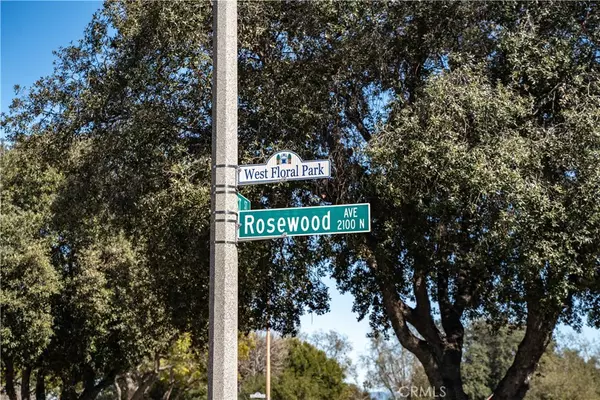 West Floral Park
Rosewood AVE
2100 N
CRMLS